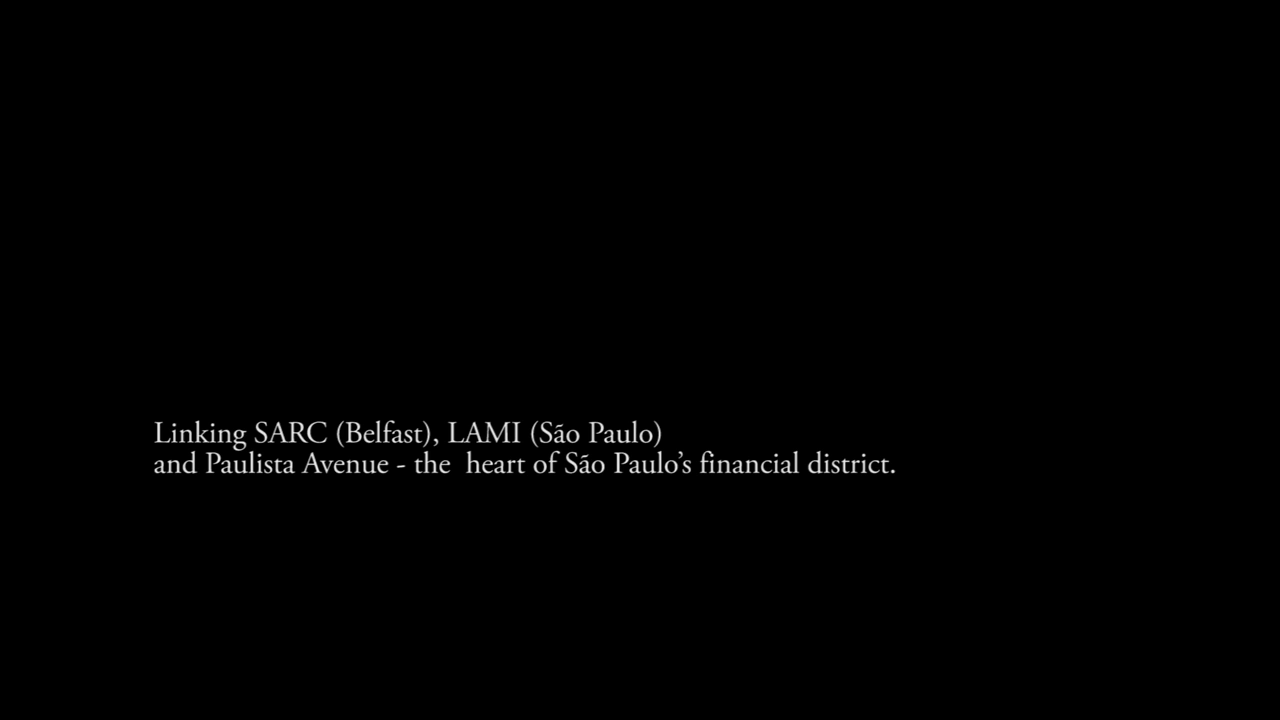 Linking SARC (Belfast), LAMI (São Paulo)
and Paulista Avenue - the  heart of São Paulo’s financial district.